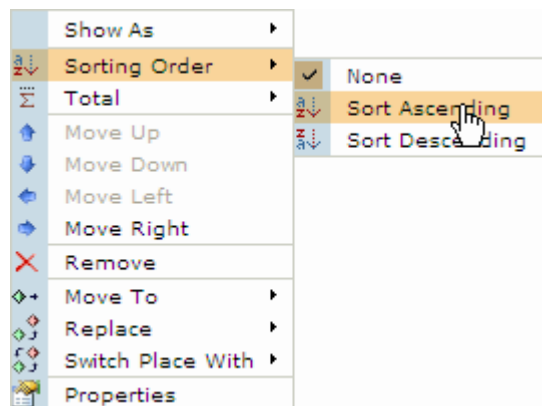 Show As
Sorting Order
Total
Move Up
Move Down
Move Left
Move Right
Remove
Move To
Replace
Switch Place With
Properties
None
Sort Ascending
Sort Descending